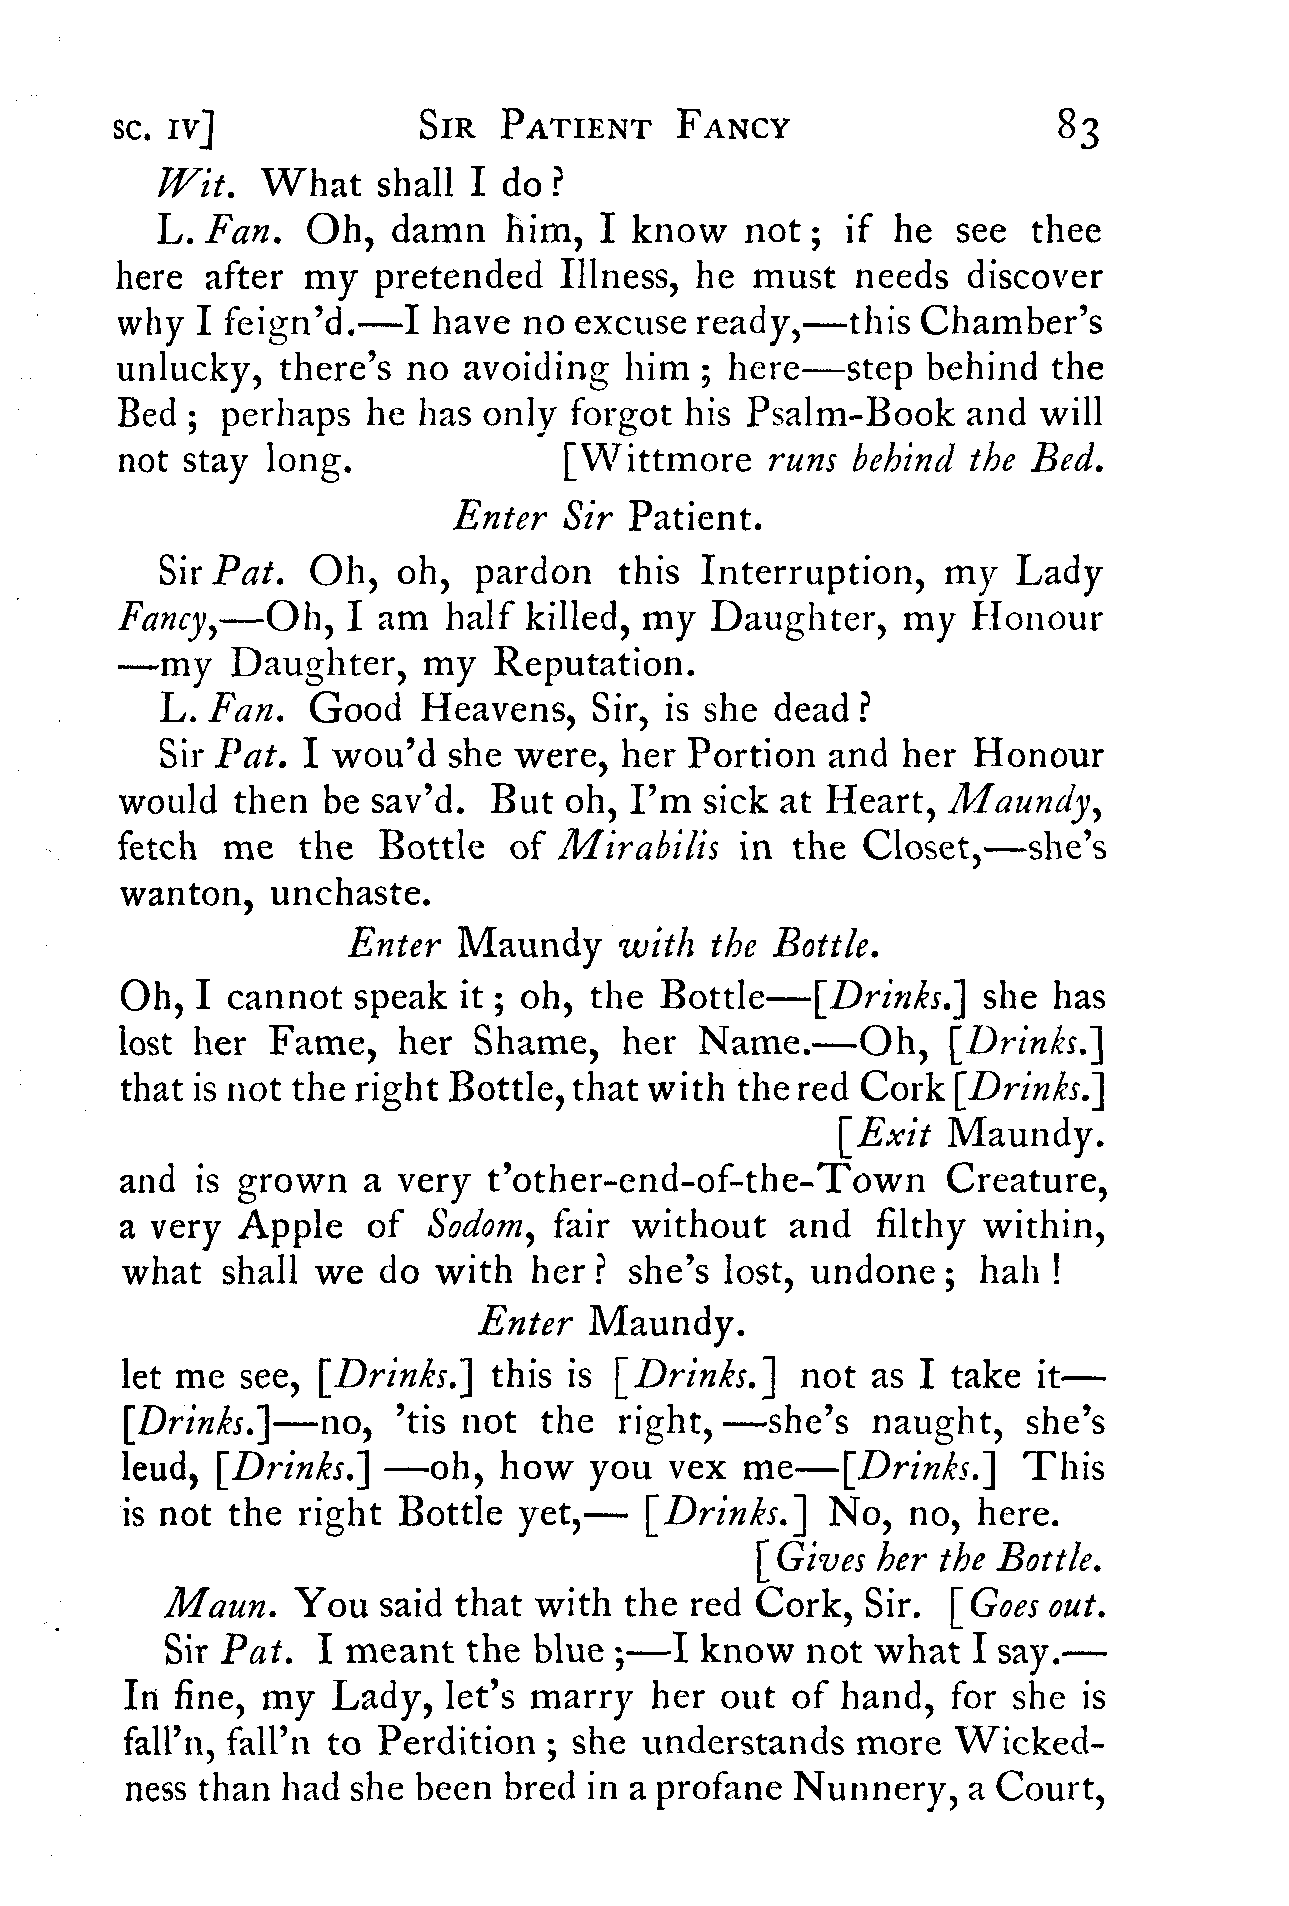 sc. iv] Sir Patient Fancy 83
Wit. What shall I do?
L. Fan. Oh, damn him, I know not; if he see thee
here after my pretended Illness, he must needs discover
why I feign'd.—I have no excuse ready,—this Chamber's
unlucky, there's no avoiding him; here—step behind the
Bed; perhaps he has only forgot his Psalm-Book and will
not stay long. [Wittmore runs behind the Bed.
Enter Sir Patient.
Sir Pat. Oh, oh, pardon this Interruption, my Lady
Fancy,—Oh, I am half killed, my Daughter, my Honour
—my Daughter, my Reputation.
L. Fan. Good Heavens, Sir, is she dead?
Sir Pat. I wou'd she were, her Portion and her Honour
would then be sav'd. But oh, I'm sick at Heart, Maundy,
fetch me the Bottle of Mirabilis in the Closet,—she's
wanton, unchaste.
Enter Maundy with the Bottle.
Oh, I cannot speak it; oh, the Bottle—[Drinks.] she has
lost her Fame, her Shame, her Name.—Oh, [Drinks.]
that is not the right Bottle, that with the red Cork [Drinks.]
[Exit Maundy.
and is grown a very t'other-end-of-the-Town Creature,
a very Apple of Sodom, fair without and filthy within,
what shall we do with her? she's lost, undone; hah!
Enter Maundy.
let me see, [Drinks.] this is [Drinks.] not as I take it—
[Drinks.]—no, 'tis not the right,—she's naught, she's
leud, [Drinks.] —oh, how you vex me—[Drinks.] This
is not the right Bottle yet,— [Drinks.] No, no, here.
[Gives her the Bottle.
Maun. You said that with the red Cork, Sir. [Goes out.
Sir Pat. I meant the blue;—I know not what I say.—
In fine, my Lady, let's marry her out of hand, for she is
fall'n, fall'n to Perdition; she understands more Wicked-
ness than had she been bred in a profane Nunnery, a Court,